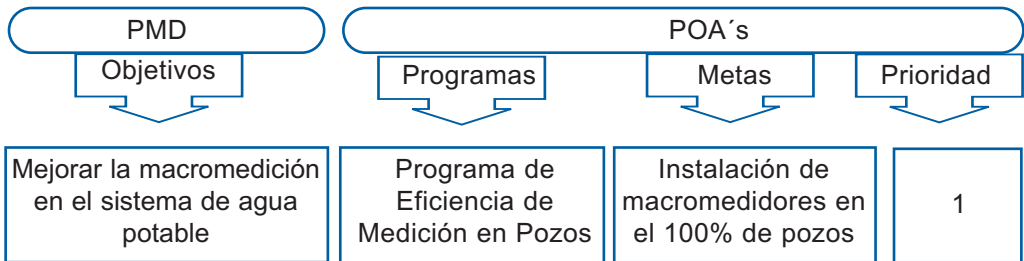 PMD
POA´s
Objetivos
Programas
Metas
Prioridad
Mejorar la macromedición
en el sistema de agua
potable
Programa de
Eficiencia de
Medición en Pozos
Instalación de
macromedidores en
el 100% de pozos
1